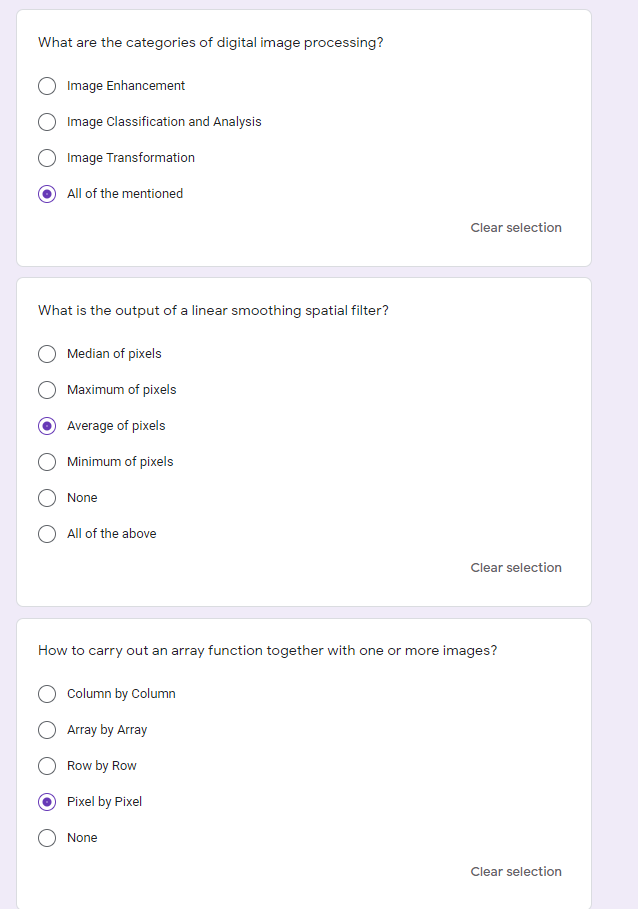 What are the categories of digital image processing?
Image Enhancement
Image Classification and Analysis
Image Transformation
All of the mentioned
Clear selection
What is the output of a linear smoothing spatial filter?
Median of pixels
Maximum of pixels
Average of pixels
Minimum of pixels
None
All of the above
Clear selection
How to carry out an array function together with one or more images?
Column by Column
Array by Array
Row by Row
Pixel by Pixel
None
Clear selection